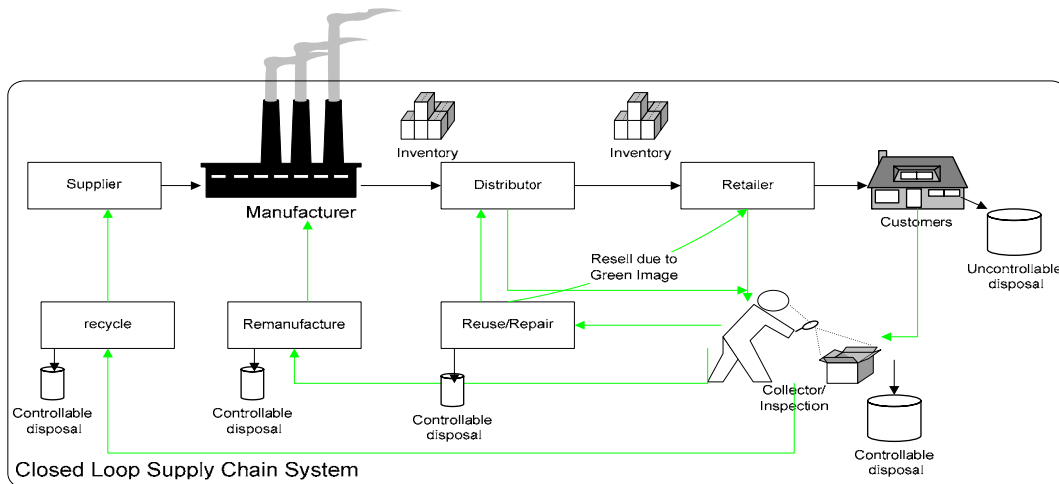 Inventory
Inventory
Supplier
Distributor
Retailer
Manufacturer
Customers
Resell due to
Green Image
Uncontrollable
disposal
recycle
Remanufacture
Reuse/Repair
Collector/
Inspection
Controllable
disposal
Controllable
disposal
Controllable
disposal
Controllable
disposal
Closed Loop Supply Chain System